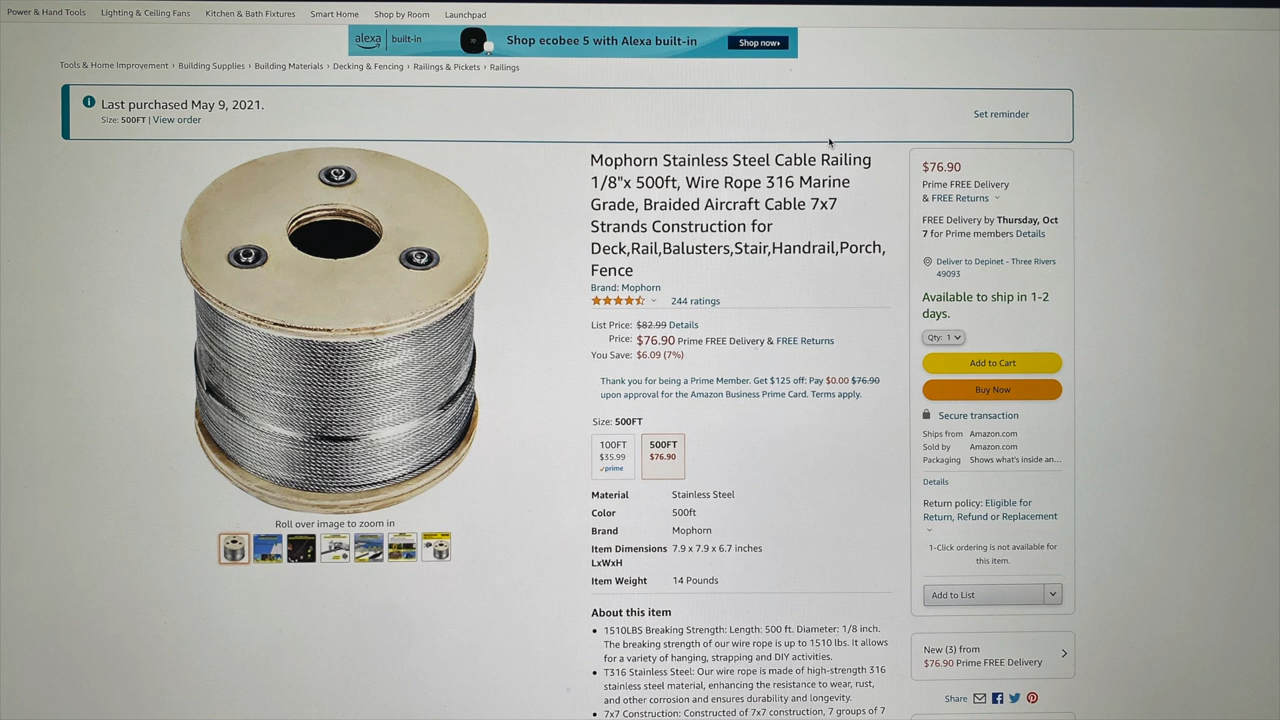 Power & Hand Tools Lighting & Ceiling Fans Kitchen & Bath Fixtures Smart Home Shop by Room Launchpad
alexa built-in Shop ecobee 5 with Alexa built-in Shop now›
Tools & Home Improvement › Building Supplies › Building Materials › Decking & Fencing › Railings & Pickets › Railings
Last purchased May 9, 2021.
Size: 500FT | View order
Set reminder
Mophorn Stainless Steel Cable Railing
1/8"x 500ft, Wire Rope 316 Marine
Grade, Braided Aircraft Cable 7x7
Strands Construction for
Deck,Rail,Balusters,Stair,Handrail,Porch,
Fence
Brand: Mophorn
244 ratings
List Price: $82.99 Details
Price: $76.90 Prime FREE Delivery & FREE Returns
You Save: $6.09 (7%)
Thank you for being a Prime Member. Get $125 off: Pay $0.00 $76.90
upon approval for the Amazon Business Prime Card. Terms apply.
Size: 500FT
100FT
$35.99
✓prime
500FT
$76.90
Material Stainless Steel
Color 500ft
Brand Mophorn
Item Dimensions 7.9 x 7.9 x 6.7 inches
LxWxH
Item Weight 14 Pounds
About this item
• 1510LBS Breaking Strength: Length: 500 ft. Diameter: 1/8 inch.
The breaking strength of our wire rope is up to 1510 lbs. It allows
for a variety of hanging, strapping and DIY activities.
• T316 Stainless Steel: Our wire rope is made of high-strength 316
stainless steel material, enhancing the resistance to wear, rust,
and other corrosion and ensures durability and longevity.
• 7x7 Construction: Constructed of 7x7 construction, 7 groups of 7
Roll over image to zoom in
$76.90
Prime FREE Delivery
& FREE Returns
FREE Delivery by Thursday, Oct
7 for Prime members Details
Deliver to Depinet - Three Rivers
49093
Available to ship in 1-2
days.
Qty: 1
Add to Cart
Buy Now
Secure transaction
Ships from Amazon.com
Sold by Amazon.com
Packaging Shows what's inside an...
Details
Return policy: Eligible for
Return, Refund or Replacement
1-Click ordering is not available for
this item.
Add to List
New (3) from
$76.90 Prime FREE Delivery
Share